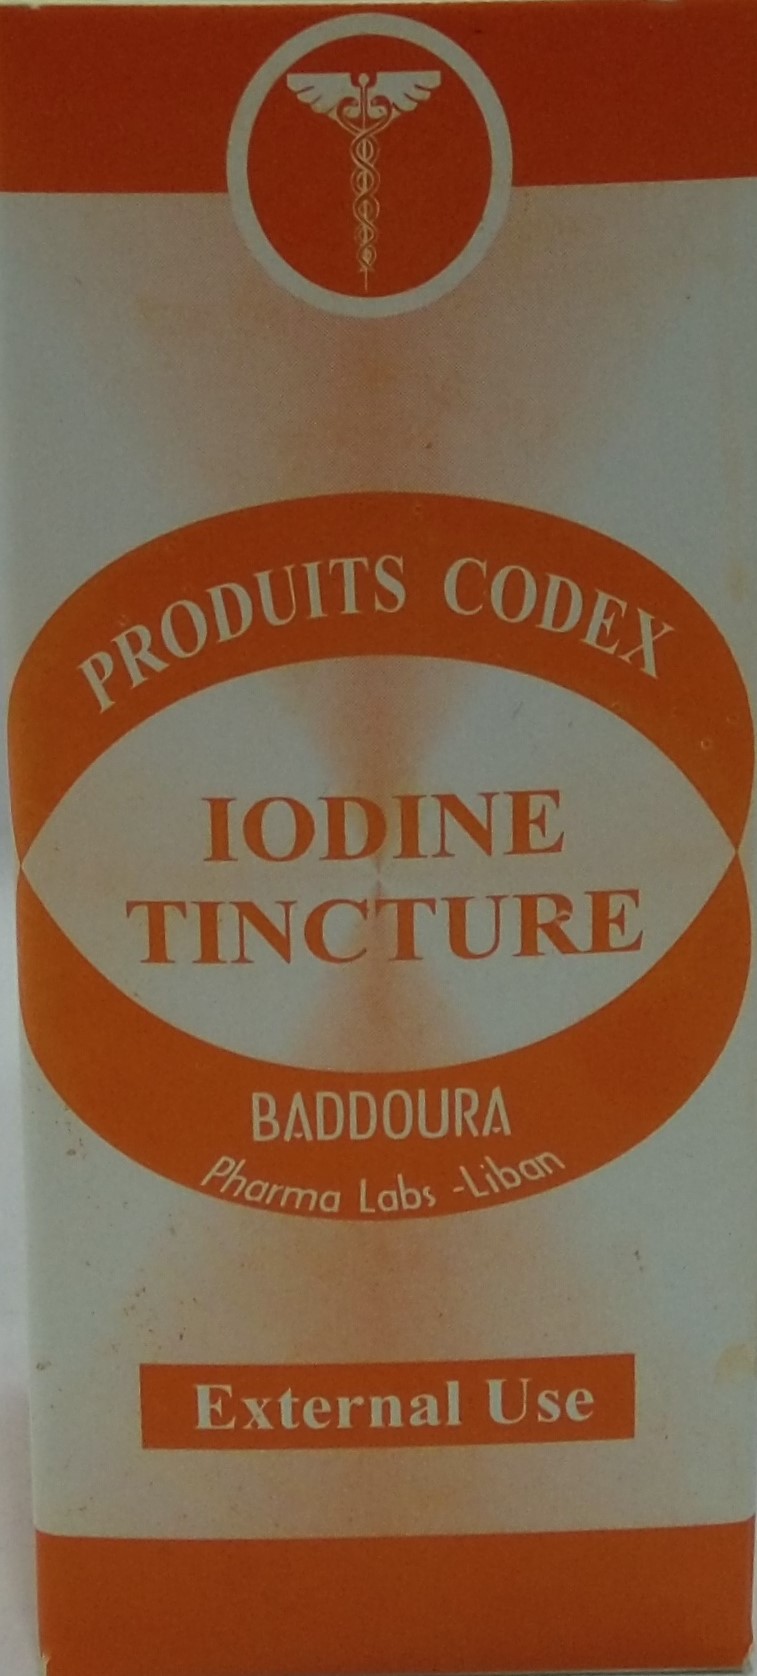 PRODUITS CODEX
IODINE
TINCTURE
BADDOURA
Pharma Labs -Liban
External Use